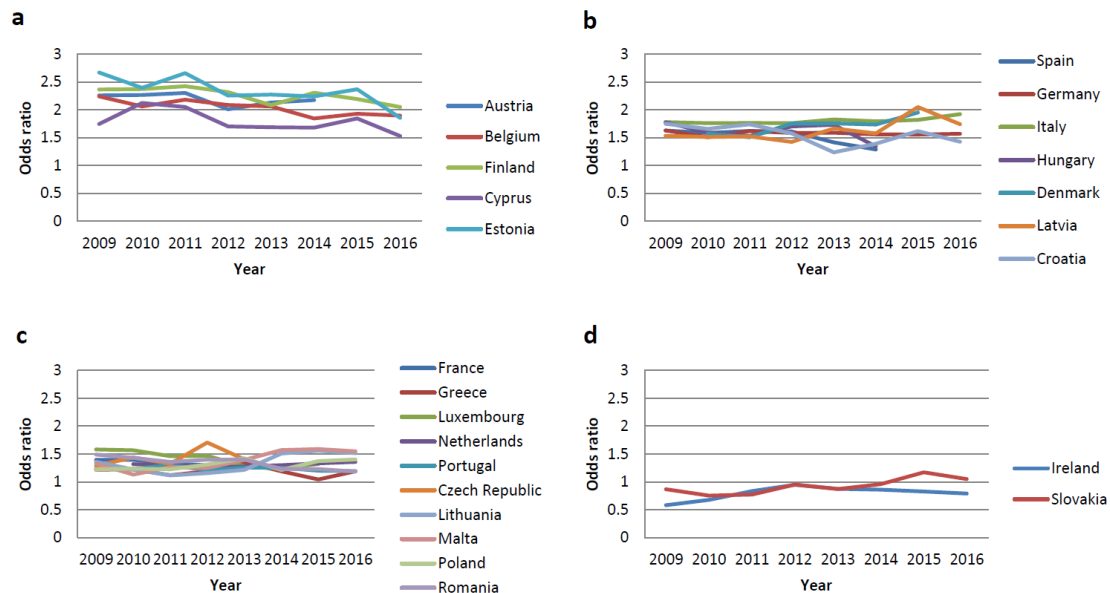 a
3
2.5
2
1.5
1
0.5
0
Odds ratio
2009 2010 2011 2012 2013 2014 2015 2016
Year
Austria
Belgium
Finland
Cyprus
Estonia
b
3
2.5
2
1.5
1
0.5
0
Odds ratio
2009 2010 2011 2012 2013 2014 2015 2016
Year
Spain
Germany
Italy
Hungary
Denmark
Latvia
Croatia
c
3
2.5
2
1.5
1
0.5
0
Odds ratio
2009 2010 2011 2012 2013 2014 2015 2016
Year
France
Greece
Luxembourg
Netherlands
Portugal
Czech Republic
Lithuania
Malta
Poland
Romania
d
3
2.5
2
1.5
1
0.5
0
Odds ratio
2009 2010 2011 2012 2013 2014 2015 2016
Year
Ireland
Slovakia